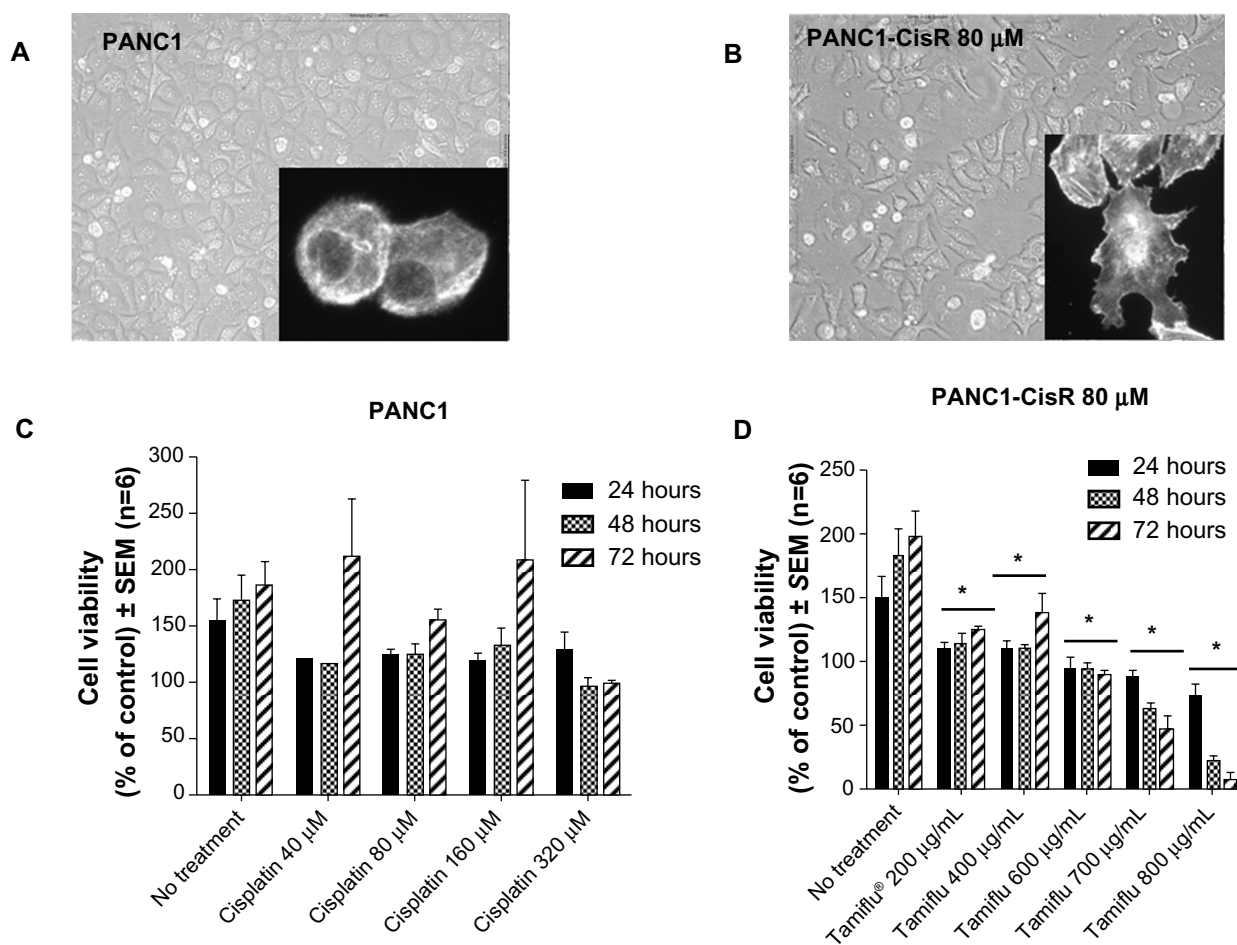 A
PANC1
B
PANC1-CisR 80 µM
C
PANC1
Cell viability
(% of control) ± SEM (n=6)
300
250
200
150
100
50
0
24 hours
48 hours
72 hours
No treatment
Cisplatin 40 µM
Cisplatin 80 µM
Cisplatin 160 µM
Cisplatin 320 µM
D
PANC1-CisR 80 µM
Cell viability
(% of control) ± SEM (n=6)
250
200
150
100
50
0
24 hours
48 hours
72 hours
*
*
*
*
*
No treatment
Tamiflu® 200 µg/mL
Tamiflu 400 µg/mL
Tamiflu 600 µg/mL
Tamiflu 700 µg/mL
Tamiflu 800 µg/mL